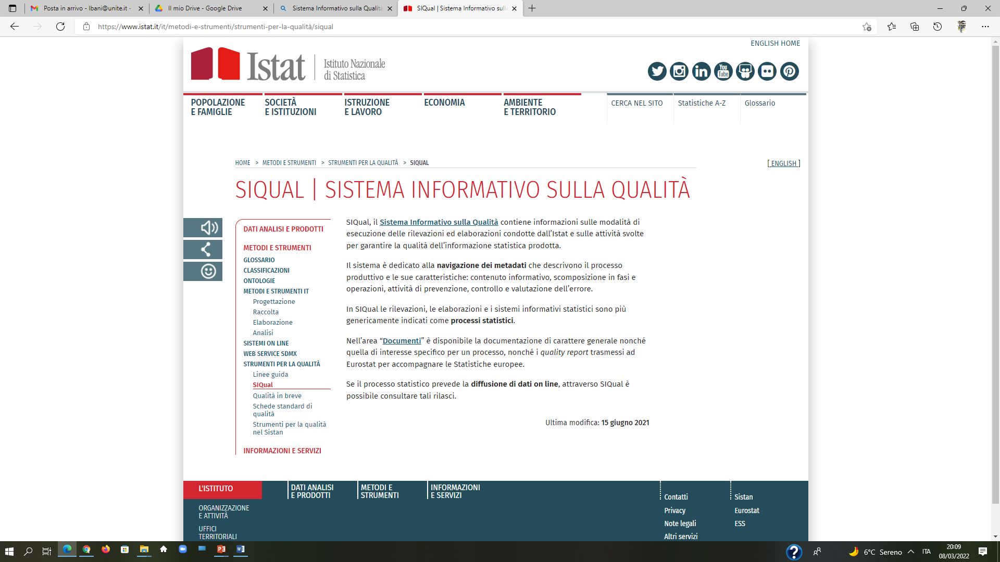 Posta in arrivo - lbani@unite.it -
Il mio Drive - Google Drive
Sistema Informativo sulla Qualità
SIQual | Sistema Informativo sull
https://www.istat.it/it/metodi-e-strumenti/strumenti-per-la-qualità/siqual
ENGLISH HOME
Istat
Istituto Nazionale
di Statistica
You
Tube
POPOLAZIONE
E FAMIGLIE
SOCIETÀ
E ISTITUZIONI
ISTRUZIONE
E LAVORO
ECONOMIA
AMBIENTE
E TERRITORIO
CERCA NEL SITO
Statistiche A-Z
Glossario
HOME > METODI E STRUMENTI > STRUMENTI PER LA QUALITÀ > SIQUAL
[ ENGLISH ]
SIQUAL | SISTEMA INFORMATIVO SULLA QUALITÀ
DATI ANALISI E PRODOTTI
METODI E STRUMENTI
GLOSSARIO
CLASSIFICAZIONI
ONTOLOGIE
METODI E STRUMENTI IT
Progettazione
Raccolta
Elaborazione
Analisi
SISTEMI ON LINE
WEB SERVICE SDMX
STRUMENTI PER LA QUALITÀ
Linee guida
SIQual
Qualità in breve
Schede standard di
qualità
Strumenti per la qualità
nel Sistan
INFORMAZIONI E SERVIZI
SIQual, il Sistema Informativo sulla Qualità contiene informazioni sulle modalità di
esecuzione delle rilevazioni ed elaborazioni condotte dall’Istat e sulle attività svolte
per garantire la qualità dell’informazione statistica prodotta.
Il sistema è dedicato alla navigazione dei metadati che descrivono il processo
produttivo e le sue caratteristiche: contenuto informativo, scomposizione in fasi e
operazioni, attività di prevenzione, controllo e valutazione dell’errore.
In SIQual le rilevazioni, le elaborazioni e i sistemi informativi statistici sono più
genericamente indicati come processi statistici.
Nell’area “Documenti” è disponibile la documentazione di carattere generale nonché
quella di interesse specifico per un processo, nonché i quality report trasmessi ad
Eurostat per accompagnare le Statistiche europee.
Se il processo statistico prevede la diffusione di dati on line, attraverso SIQual è
possibile consultare tali rilasci.
Ultima modifica: 15 giugno 2021
L'ISTITUTO
ORGANIZZAZIONE
E ATTIVITÀ
UFFICI
TERRITORIALI
DATI ANALISI
E PRODOTTI
METODI E
STRUMENTI
INFORMAZIONI
E SERVIZI
Contatti
Privacy
Note legali
Altri servizi
Sistan
Eurostat
ESS
6°C Sereno
ITA
20:09
08/03/2022